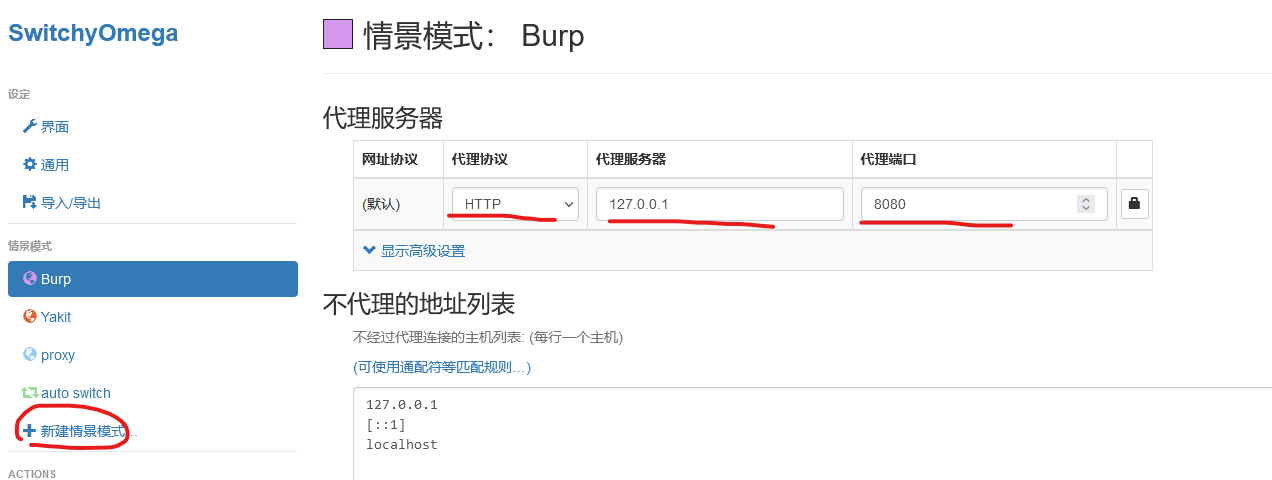 SwitchyOmega
设定
界面
通用
导入/导出
情景模式
Burp
Yakit
proxy
auto switch
新建情景模式…
ACTIONS
情景模式： Burp
代理服务器
网址协议 代理协议 代理服务器 代理端口
(默认) HTTP 127.0.0.1 8080
显示高级设置
不代理的地址列表
不经过代理连接的主机列表: (每行一个主机)
(可使用通配符等匹配规则…)
127.0.0.1
[::1]
localhost